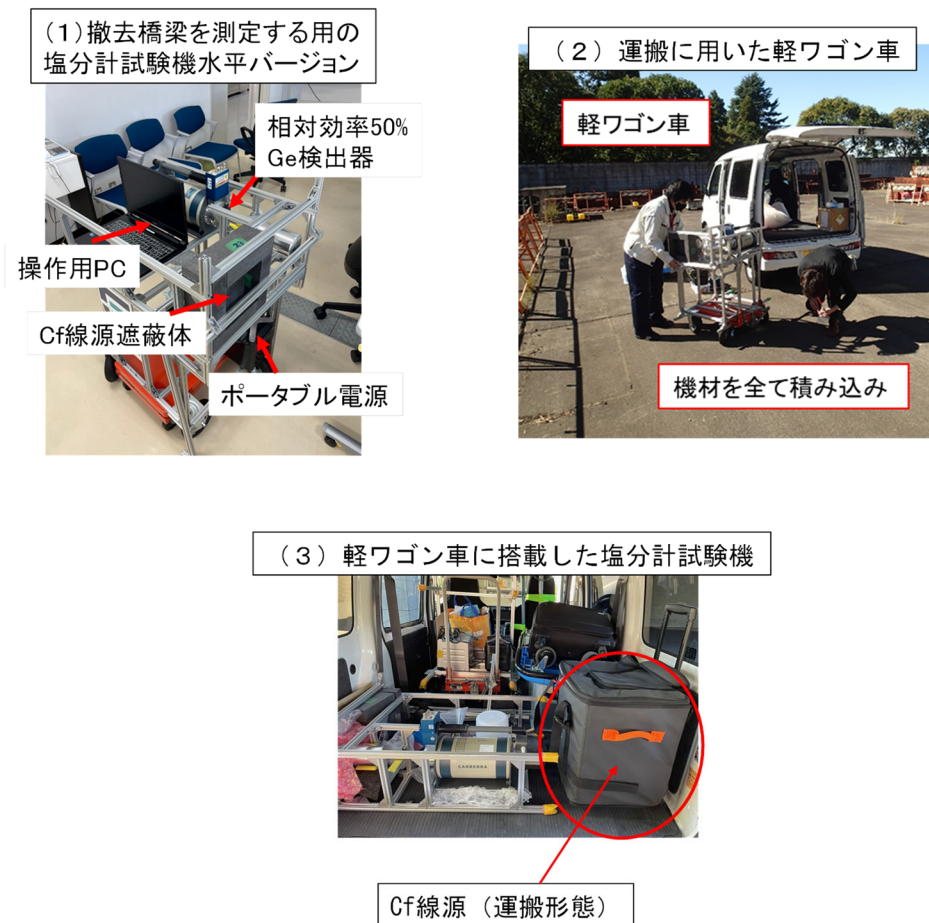 （１）撤去橋梁を測定する用の
塩分計試験機水平バージョン
相対効率50%
Ge検出器
操作用PC
Cf線源遮蔽体
ポータブル電源
（２）運搬に用いた軽ワゴン車
軽ワゴン車
機材を全て積み込み
（３）軽ワゴン車に搭載した塩分計試験機
CANBERRA
Cf線源（運搬形態）